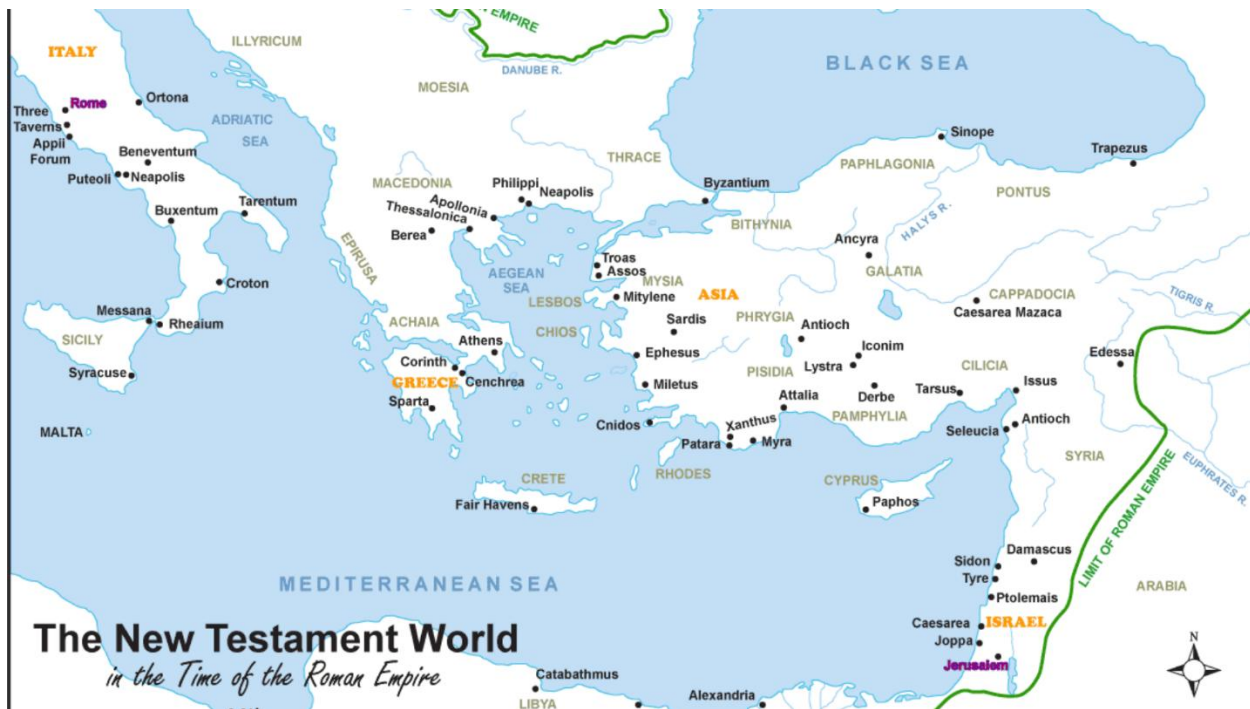 EMPIRE
ITALY
ILLYRICUM
DANUBE R.
MOESIA
BLACK SEA
Rome
Three
Taverns
Appii
Forum
Ortona
ADRIATIC
SEA
Beneventum
Puteoli
Neapolis
Buxentum
Tarentum
Croton
Messana
Rheaium
SICILY
Syracuse
MALTA
THRACE
MACEDONIA
Philippi
Neapolis
Apollonia
Thessalonica
Berea
EPIRUSA
AEGEAN
SEA
ACHAIA
Athens
Corinth
GREECE
Cenchrea
Sparta
LESBOS
CHIOS
Byzantium
BITHYNIA
PAPHLAGONIA
Sinope
PONTUS
Trapezus
HALYS R.
Ancyra
GALATIA
Troas
Assos
MYSIA
Mitylene
ASIA
Sardis
PHRYGIA
Antioch
Iconim
Lystra
CAPPADOCIA
Caesarea Mazaca
TIGRIS R.
Edessa
Ephesus
Miletus
PISIDIA
Derbe
CILICIA
Tarsus
Issus
Attalia
PAMPHYLIA
Cnidos
Xanthus
Patara
Myra
RHODES
Seleucia
Antioch
SYRIA
EUPHRATES R.
LIMIT OF ROMAN EMPIRE
CRETE
Fair Havens
CYPRUS
Paphos
Sidon
Damascus
Tyre
Ptolemais
ARABIA
MEDITERRANEAN SEA
Caesarea
ISRAEL
Joppa
Jerusalem
N
The New Testament World
in the Time of the Roman Empire
Catabathmus
LIBYA
Alexandria